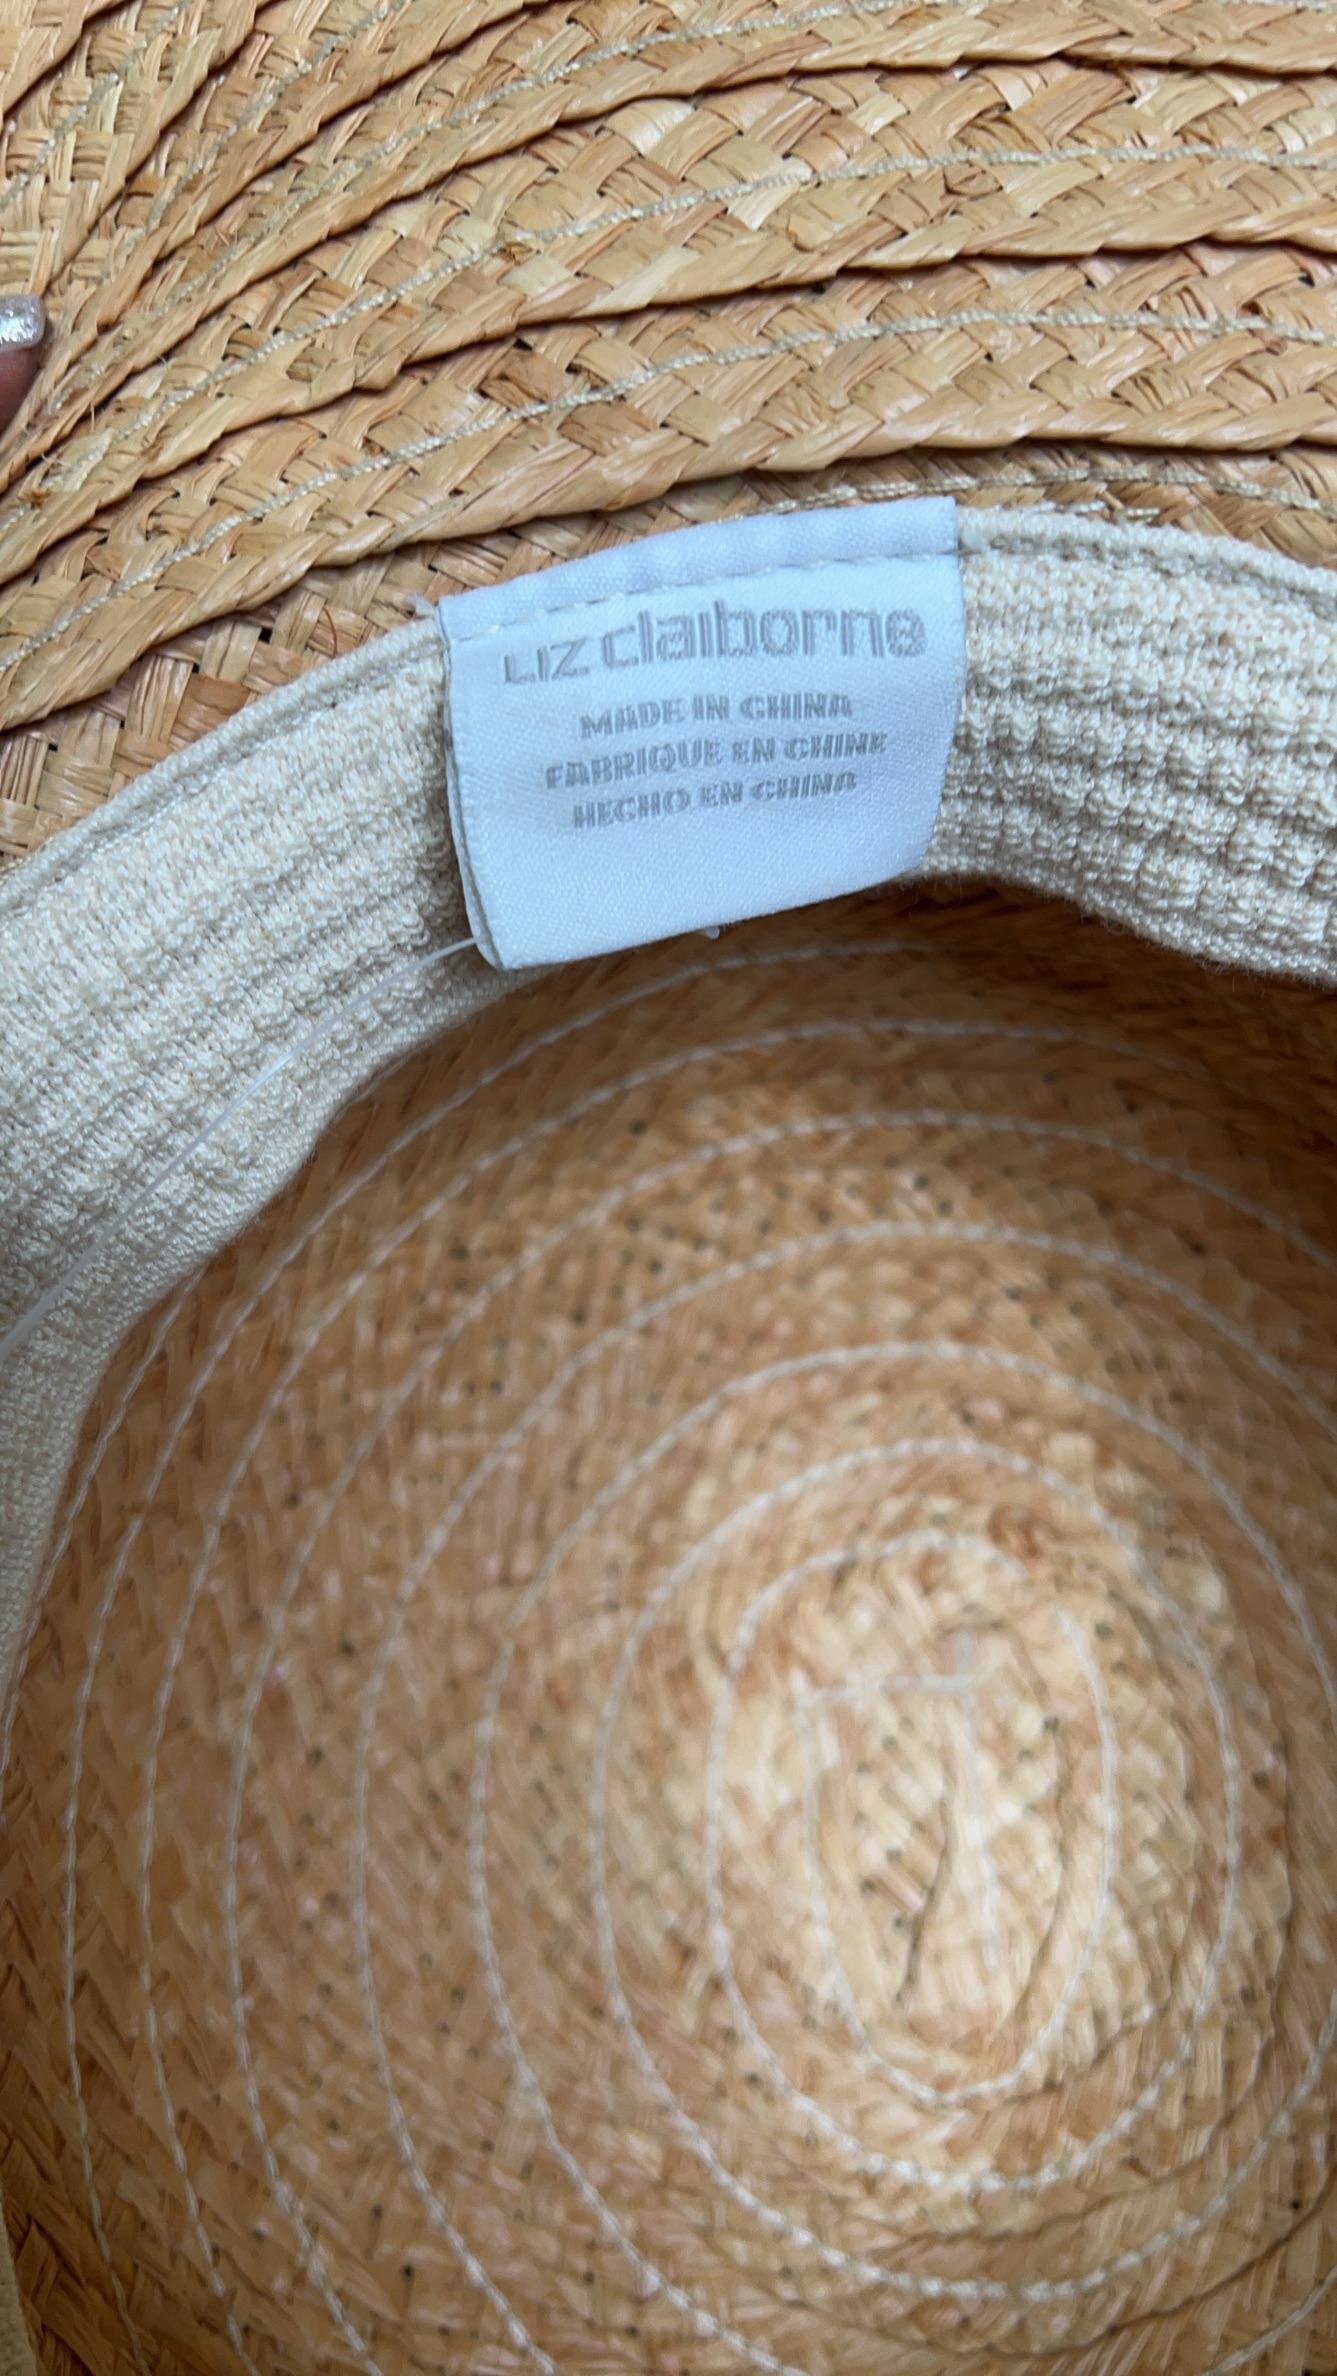 LIZ claiborne
MADE IN CHINA
FABRIQUE EN CHINE
HECHO EN CHINA